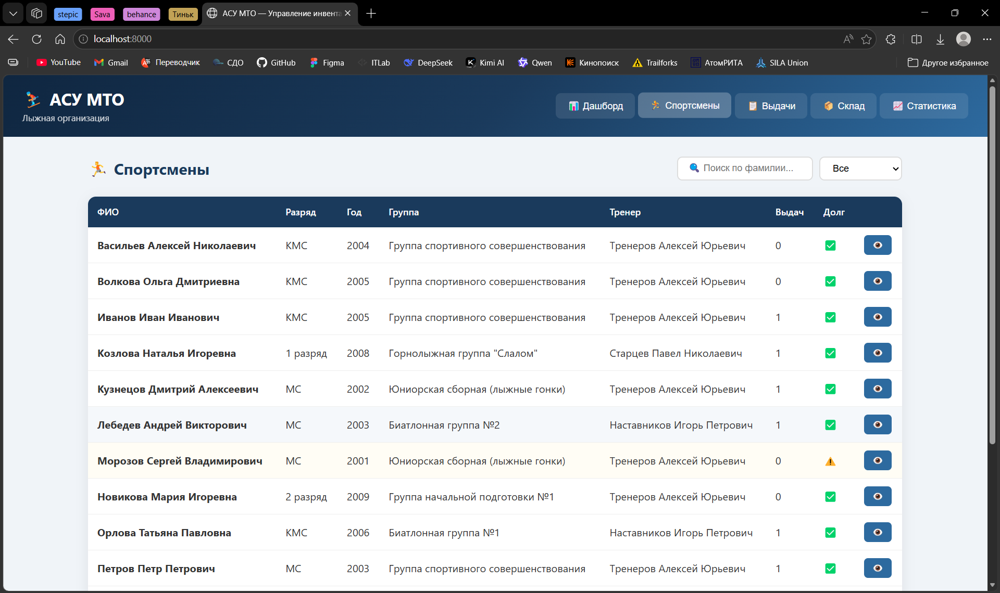 stepic
Sava
behance
Тиньк
АСУ МТО — Управление инвента
localhost:8000
YouTube
Gmail
Переводчик
СДО
GitHub
Figma
ITLab
DeepSeek
Kimi AI
Qwen
Кинопоиск
Trailforks
АтомРИТА
SILA Union
Другое избранное
АСУ МТО
Лыжная организация
Дашборд
Спортсмены
Выдачи
Склад
Статистика
Спортсмены
Поиск по фамилии...
Все
ФИО Разряд Год Группа Тренер Выдач Долг
Васильев Алексей Николаевич КМС 2004 Группа спортивного совершенствования Тренеров Алексей Юрьевич 0
Волкова Ольга Дмитриевна КМС 2005 Группа спортивного совершенствования Тренеров Алексей Юрьевич 0
Иванов Иван Иванович КМС 2005 Группа спортивного совершенствования Тренеров Алексей Юрьевич 1
Козлова Наталья Игоревна 1 разряд 2008 Горнолыжная группа "Слалом" Старцев Павел Николаевич 1
Кузнецов Дмитрий Алексеевич МС 2002 Юниорская сборная (лыжные гонки) Тренеров Алексей Юрьевич 1
Лебедев Андрей Викторович МС 2003 Биатлонная группа №2 Наставников Игорь Петрович 1
Морозов Сергей Владимирович МС 2001 Юниорская сборная (лыжные гонки) Тренеров Алексей Юрьевич 0
Новикова Мария Игоревна 2 разряд 2009 Группа начальной подготовки №1 Тренеров Алексей Юрьевич 0
Орлова Татьяна Павловна КМС 2006 Биатлонная группа №1 Наставников Игорь Петрович 1
Петров Петр Петрович МС 2003 Группа спортивного совершенствования Тренеров Алексей Юрьевич 1